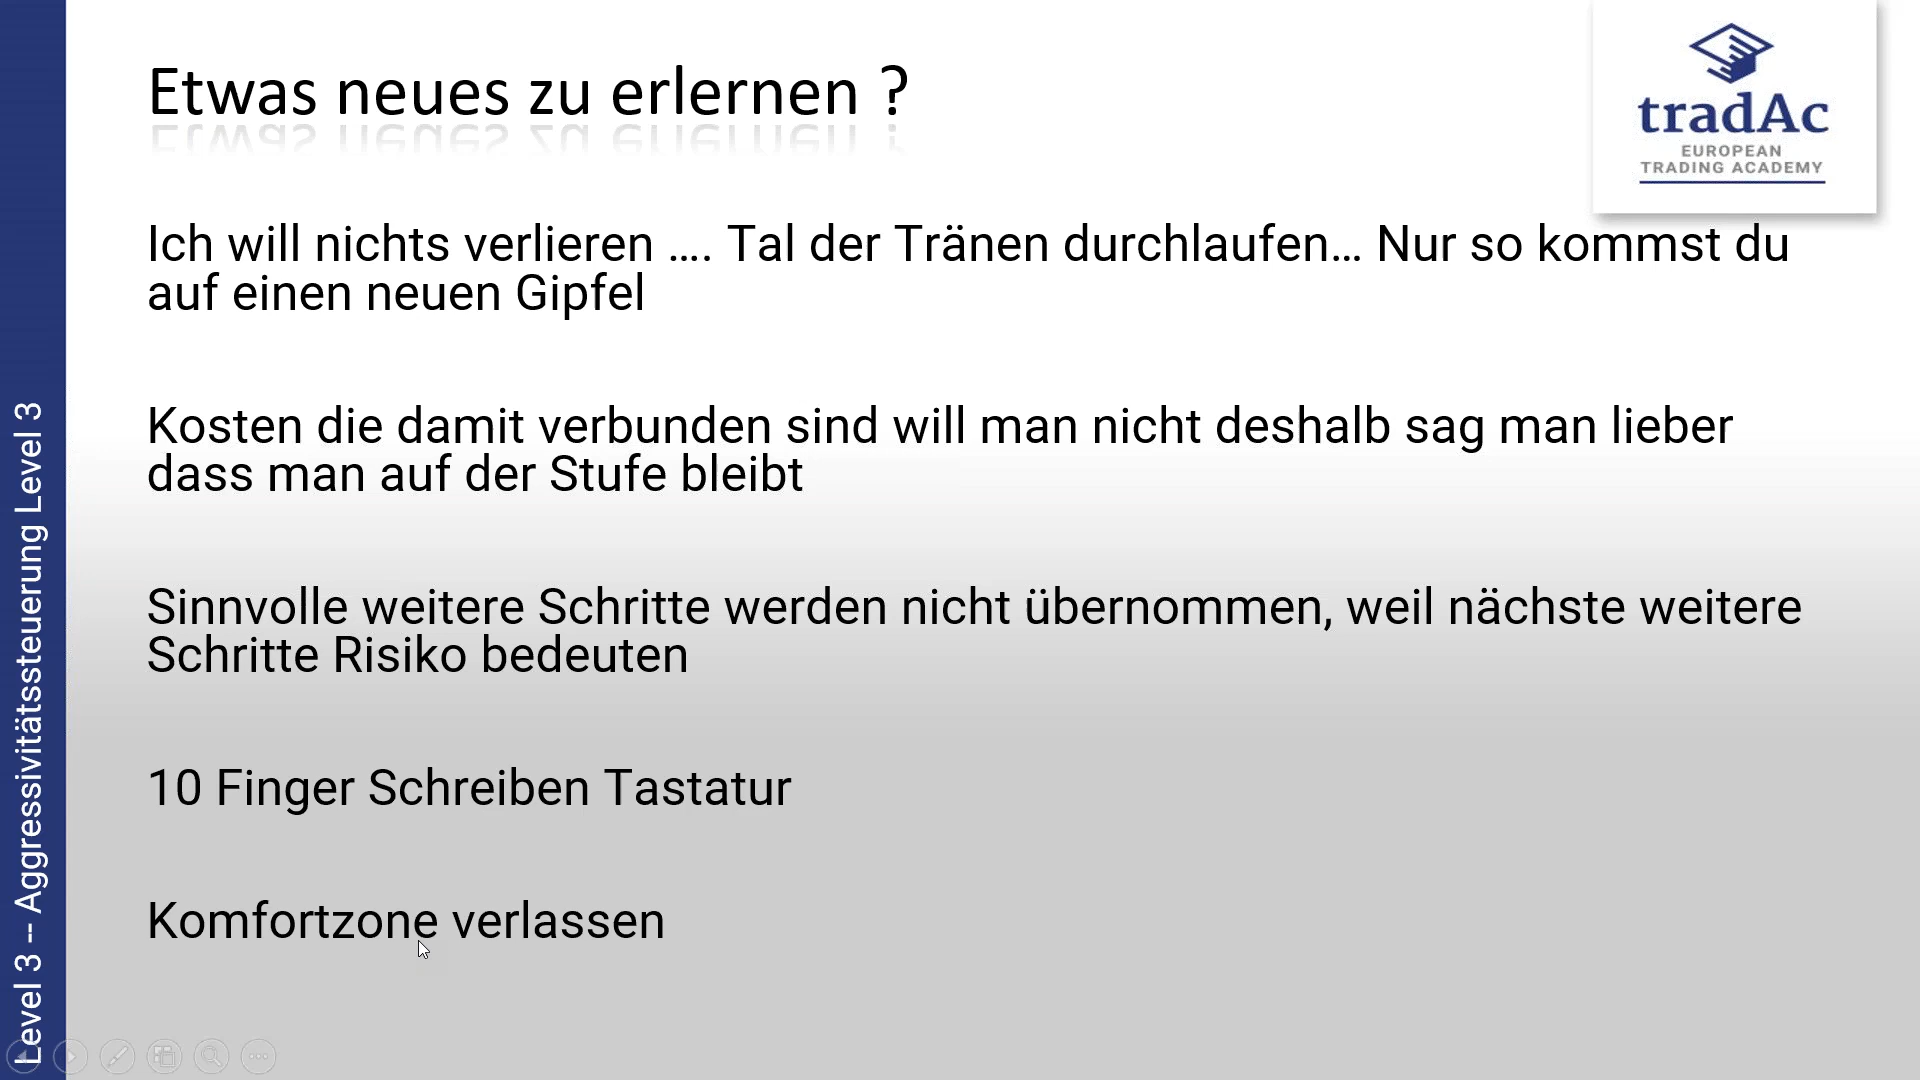 Etwas neues zu erlernen ?
tradAc
EUROPEAN
TRADING ACADEMY
Ich will nichts verlieren .... Tal der Tränen durchlaufen... Nur so kommst du
auf einen neuen Gipfel
Kosten die damit verbunden sind will man nicht deshalb sag man lieber
dass man auf der Stufe bleibt
Sinnvolle weitere Schritte werden nicht übernommen, weil nächste weitere
Schritte Risiko bedeuten
10 Finger Schreiben Tastatur
Komfortzone verlassen
Level 3 -- Aggressivitätssteuerung Level 3